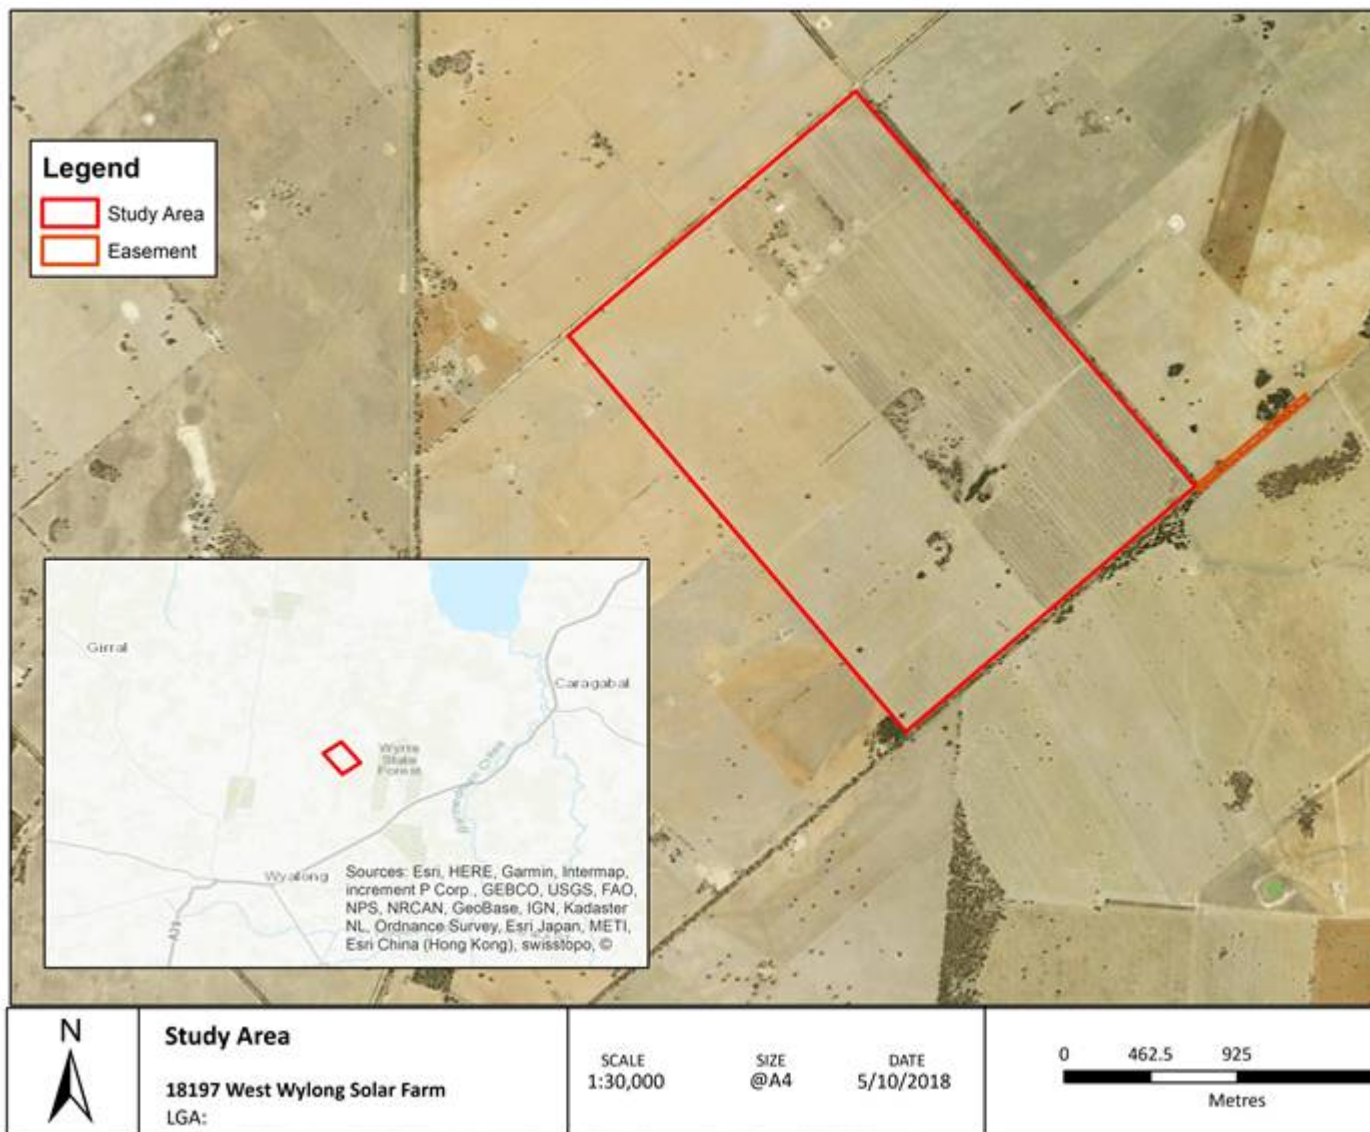 Legend
Study Area
Easement
Girral
Caragabal
Wyrra
State
Forest
Wyalong
A39
Sources: Esri, HERE, Garmin, Intermap,
increment P Corp., GEBCO, USGS, FAO,
NPS, NRCAN, GeoBase, IGN, Kadaster
NL, Ordnance Survey, Esri Japan, METI,
Esri China (Hong Kong), swisstopo, ©
N
Study Area
18197 West Wylong Solar Farm
LGA:
SCALE
1:30,000
SIZE
@A4
DATE
5/10/2018
0 462.5 925
Metres